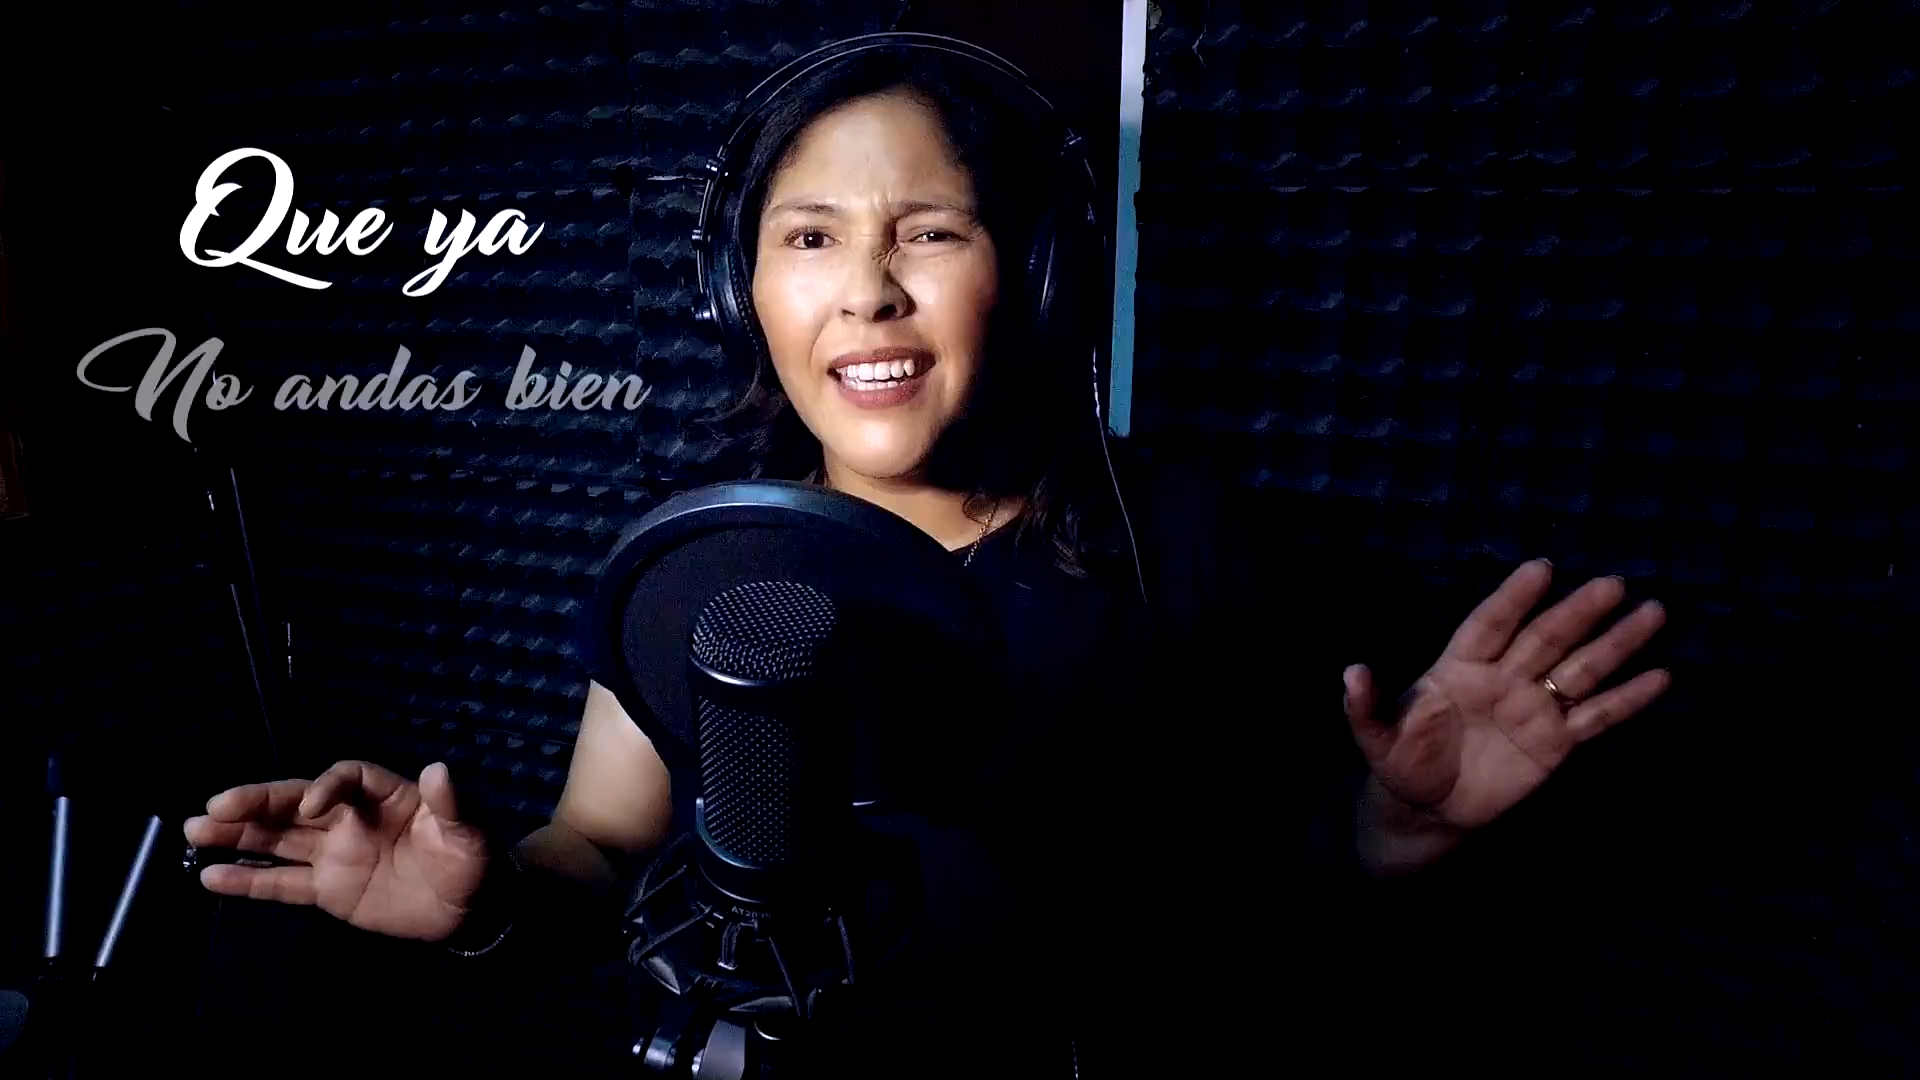 Que ya
No andas bien